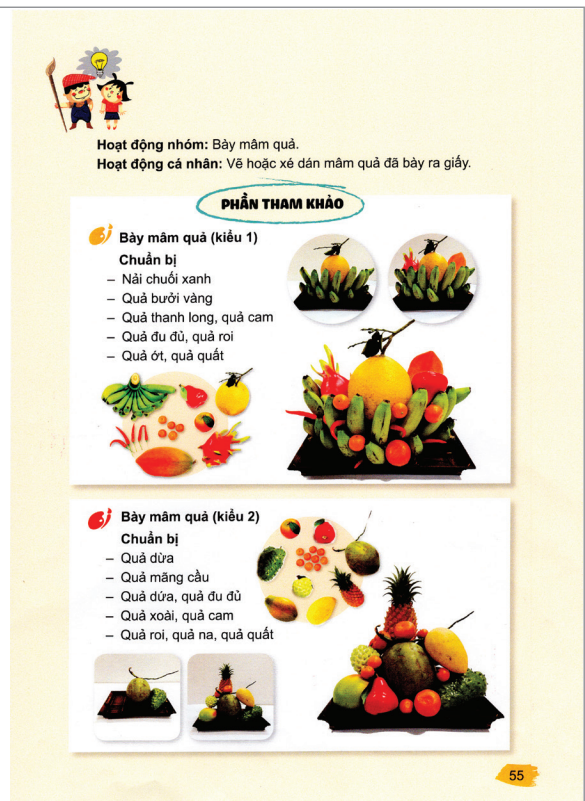 Hoạt động nhóm: Bày mâm quả.
Hoạt động cá nhân: Vẽ hoặc xé dán mâm quả đã bày ra giấy.
PHẦN THAM KHẢO
Bày mâm quả (kiểu 1)
Chuẩn bị
– Nải chuối xanh
– Quả bưởi vàng
– Quả thanh long, quả cam
– Quả đu đủ, quả roi
– Quả ớt, quả quất
Bày mâm quả (kiểu 2)
Chuẩn bị
– Quả dừa
– Quả măng cầu
– Quả dứa, quả đu đủ
– Quả xoài, quả cam
– Quả roi, quả na, quả quất
55